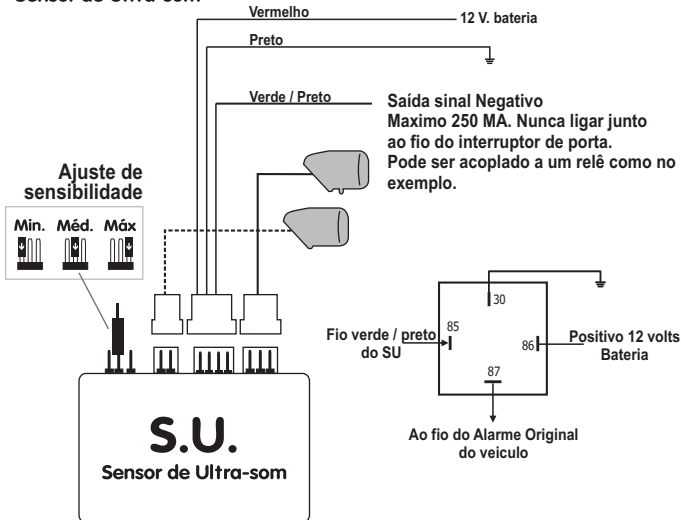 Sensor de Ultra-som
Vermelho
12 V. bateria
Preto
Verde / Preto
Saída sinal Negativo
Maximo 250 MA. Nunca ligar junto
ao fio do interruptor de porta.
Pode ser acoplado a um relê como no
exemplo.
Ajuste de
sensibilidade
Min. Méd. Máx
30
85
86
87
Fio verde / preto
do SU
Positivo 12 volts
Bateria
Ao fio do Alarme Original
do veiculo
S.U.
Sensor de Ultra-som